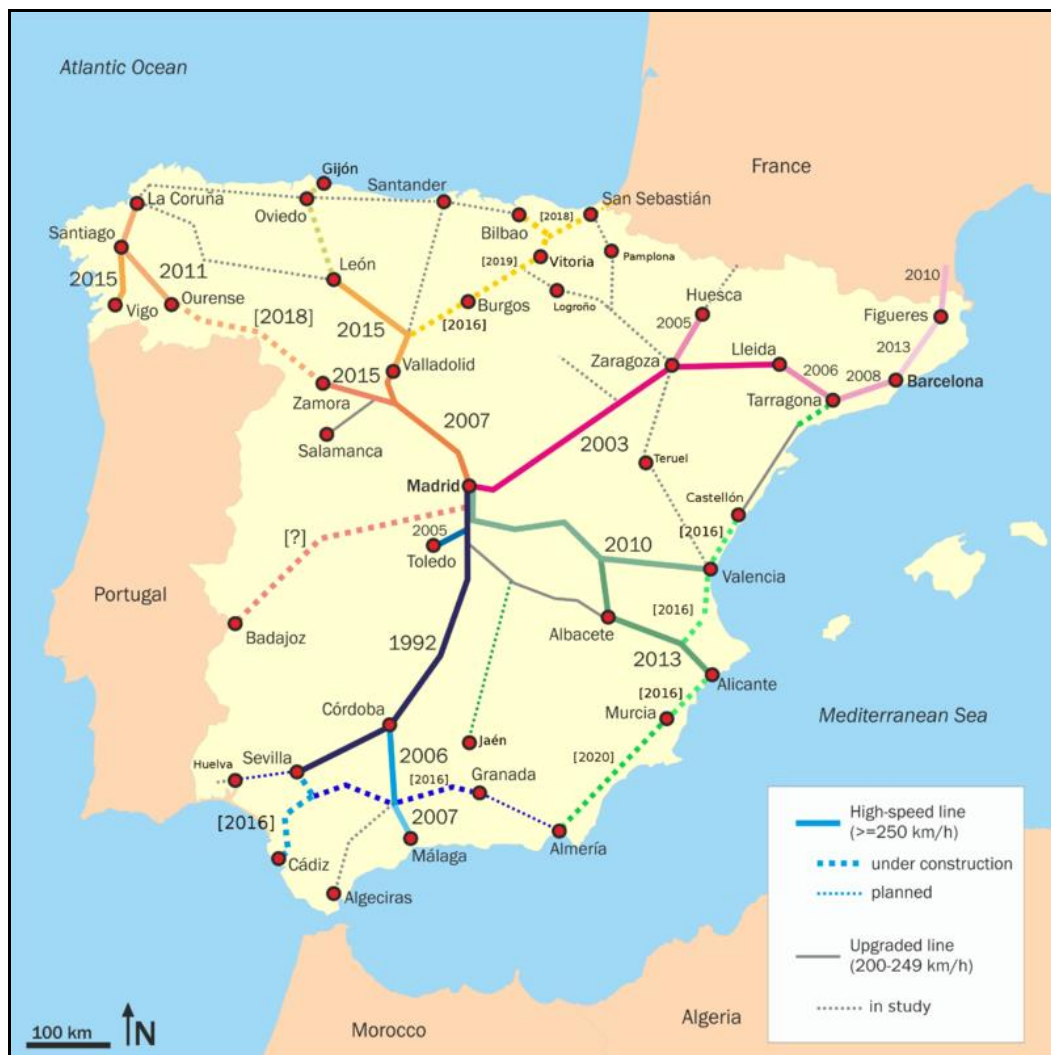 Atlantic Ocean
France
Gijón
Santander
San Sebastián
La Coruña
Oviedo
[2018]
Bilbao
Santiago
Pamplona
2011
León
[2019]
Vitoria
2015
2010
Ourense
Huesca
Vigo
Burgos
Logroño
Figueres
[2018]
[2016]
2005
2015
Lleida
2013
Valladolid
Zaragoza
2006
2008
Barcelona
2015
Zamora
Tarragona
2007
Salamanca
2003
Teruel
Madrid
Castellón
[?]
2005
[2016]
Toledo
2010
Valencia
Portugal
[2016]
Badajoz
Albacete
1992
2013
Alicante
[2016]
Córdoba
Murcia
Mediterranean Sea
Jaén
Sevilla
2006
[2020]
Huelva
[2016]
Granada
2007
[2016]
Almería
Málaga
Cádiz
Algeciras
High-speed line
(>=250 km/h)
under construction
planned
Upgraded line
(200-249 km/h)
in study
100 km
N
Morocco
Algeria